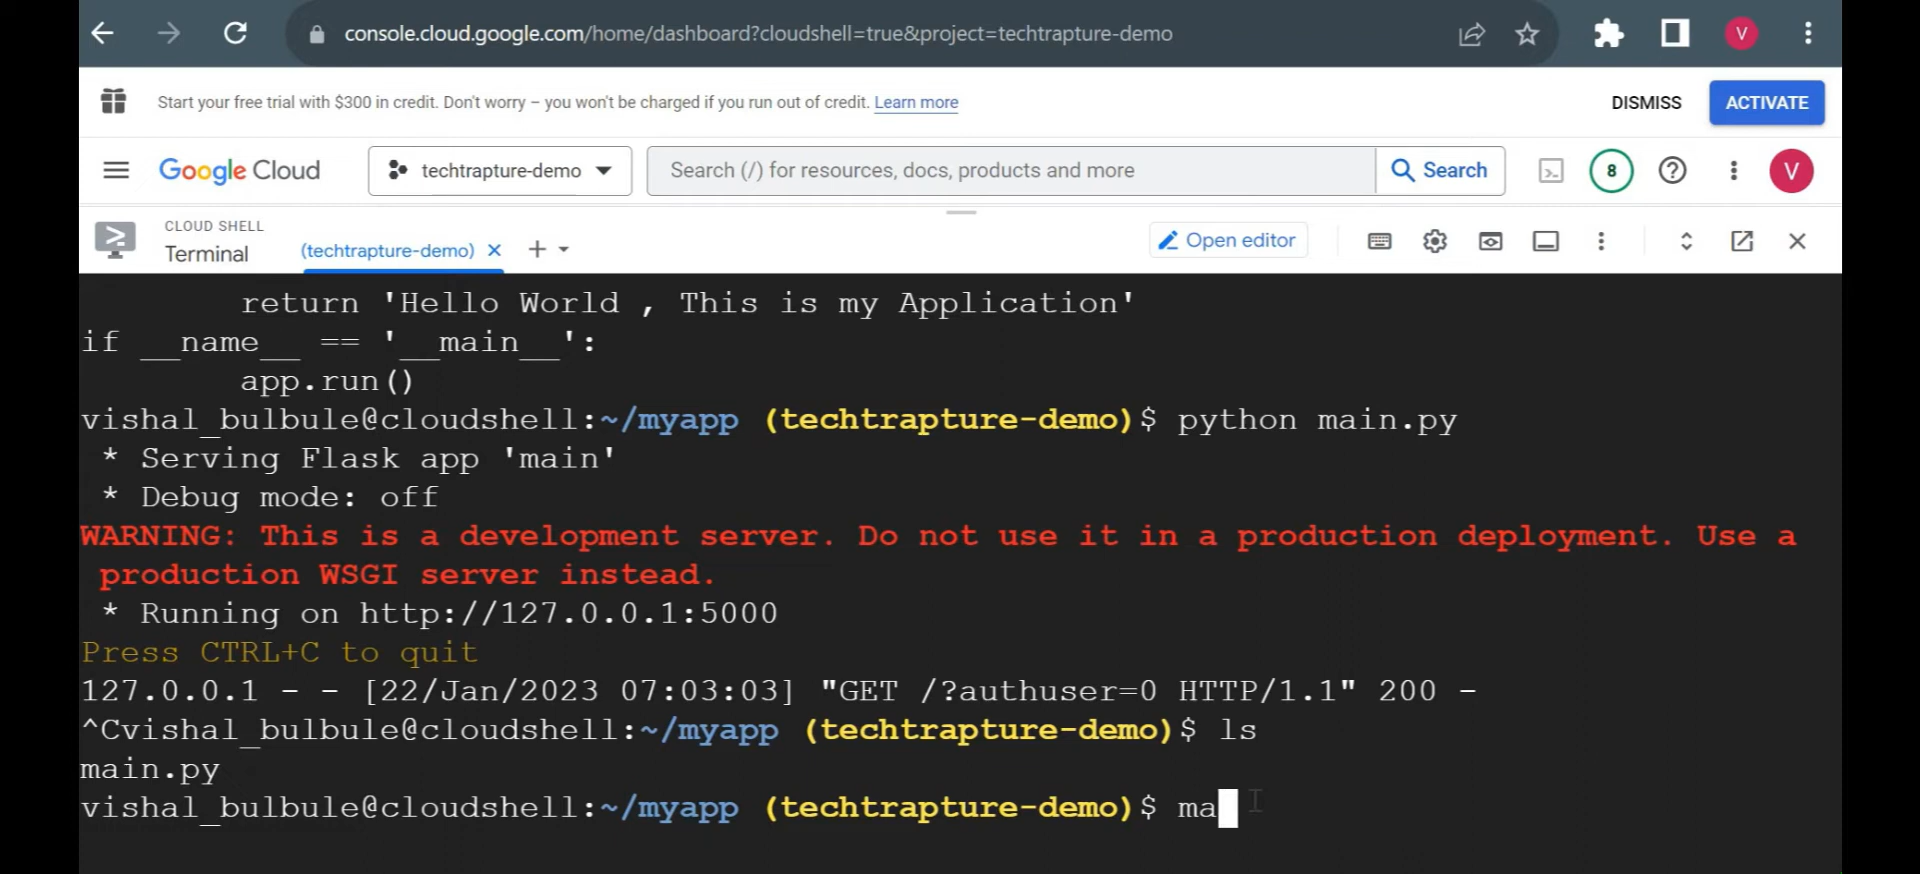 console.cloud.google.com/home/dashboard?cloudshell=true&project=techtrapture-demo
V
Start your free trial with $300 in credit. Don't worry – you won't be charged if you run out of credit. Learn more
DISMISS
ACTIVATE
Google Cloud
techtrapture-demo
Search (/) for resources, docs, products and more
Search
8
V
CLOUD SHELL
Terminal
(techtrapture-demo)
Open editor
return 'Hello World , This is my Application'
if __name__ == '__main__':
app.run()
vishal_bulbule@cloudshell:~/myapp (techtrapture-demo)$ python main.py
* Serving Flask app 'main'
* Debug mode: off
WARNING: This is a development server. Do not use it in a production deployment. Use a
production WSGI server instead.
* Running on http://127.0.0.1:5000
Press CTRL+C to quit
127.0.0.1 - - [22/Jan/2023 07:03:03] "GET /?authuser=0 HTTP/1.1" 200 -
^Cvishal_bulbule@cloudshell:~/myapp (techtrapture-demo)$ ls
main.py
vishal_bulbule@cloudshell:~/myapp (techtrapture-demo)$ ma